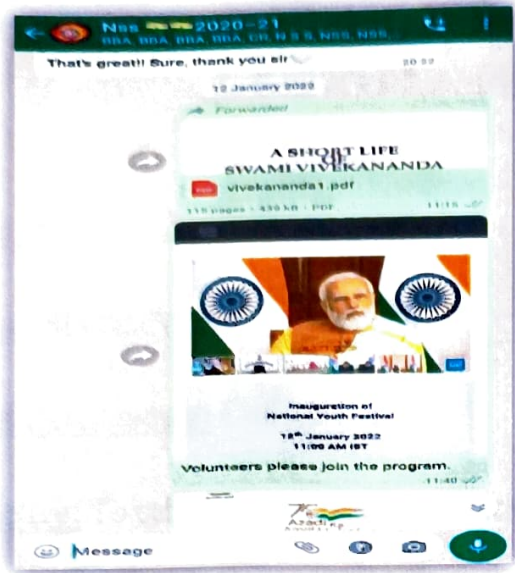 Nss 2020-21
BBA, BBA, BBA, BBA, CR, N S S, NSS, NSS,
That's great!! Sure, thank you sir
20:52
12 January 2022
Forwarded
A SHORT LIFE
OF
SWAMI VIVEKANANDA
vivekananda1.pdf
115 pages • 439 kB • PDF
11:15
Inauguration of
National Youth Festival
12th January 2022
11:00 AM IST
Volunteers please join the program.
11:40
Azadi Ka
Message